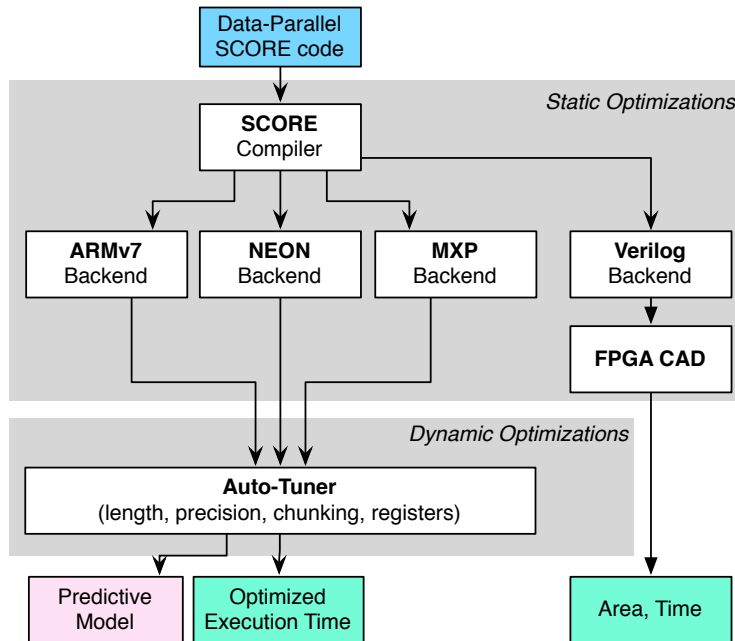 Data-Parallel
SCORE code
Static Optimizations
SCORE
Compiler
ARMv7
Backend
NEON
Backend
MXP
Backend
Verilog
Backend
FPGA CAD
Dynamic Optimizations
Auto-Tuner
(length, precision, chunking, registers)
Predictive
Model
Optimized
Execution Time
Area, Time